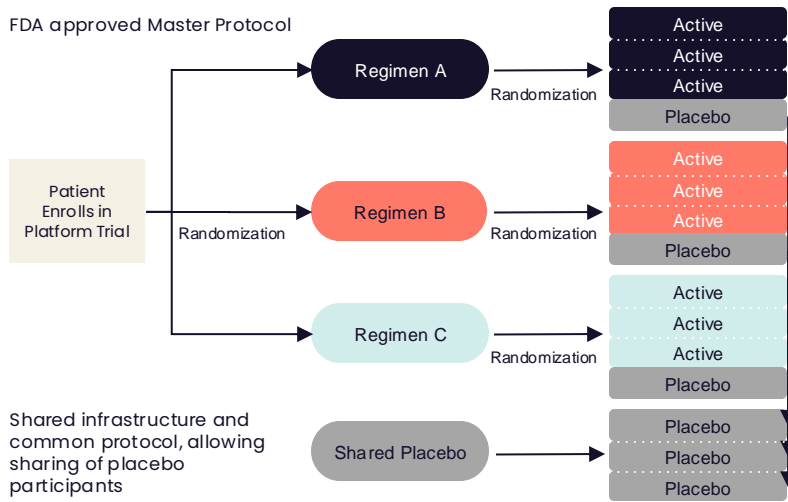 FDA approved Master Protocol
Regimen A
Randomization
Active
Active
Active
Placebo
Patient
Enrolls in
Platform Trial
Randomization
Regimen B
Randomization
Active
Active
Active
Placebo
Regimen C
Randomization
Active
Active
Active
Placebo
Shared infrastructure and
common protocol, allowing
sharing of placebo
participants
Shared Placebo
Placebo
Placebo
Placebo